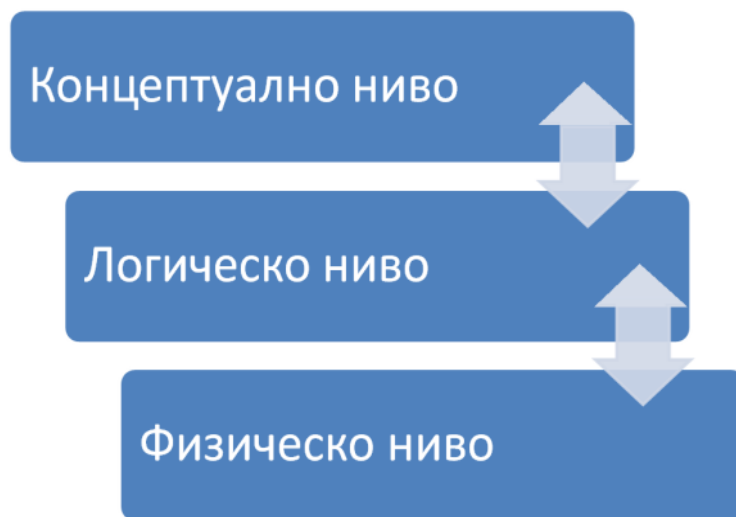 Концептуално ниво
Логическо ниво
Физическо ниво